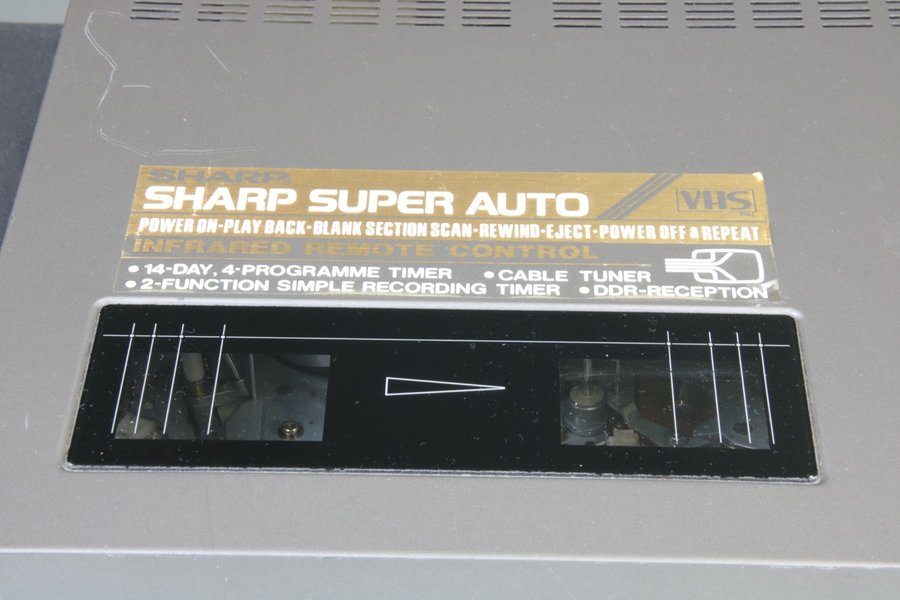 SHARP
SHARP SUPER AUTO
VHS
PAL
POWER ON·PLAY BACK·BLANK SECTION SCAN·REWIND·EJECT·POWER OFF & REPEAT
INFRARED REMOTE CONTROL
• 14-DAY, 4-PROGRAMME TIMER • CABLE TUNER
• 2-FUNCTION SIMPLE RECORDING TIMER • DDR-RECEPTION